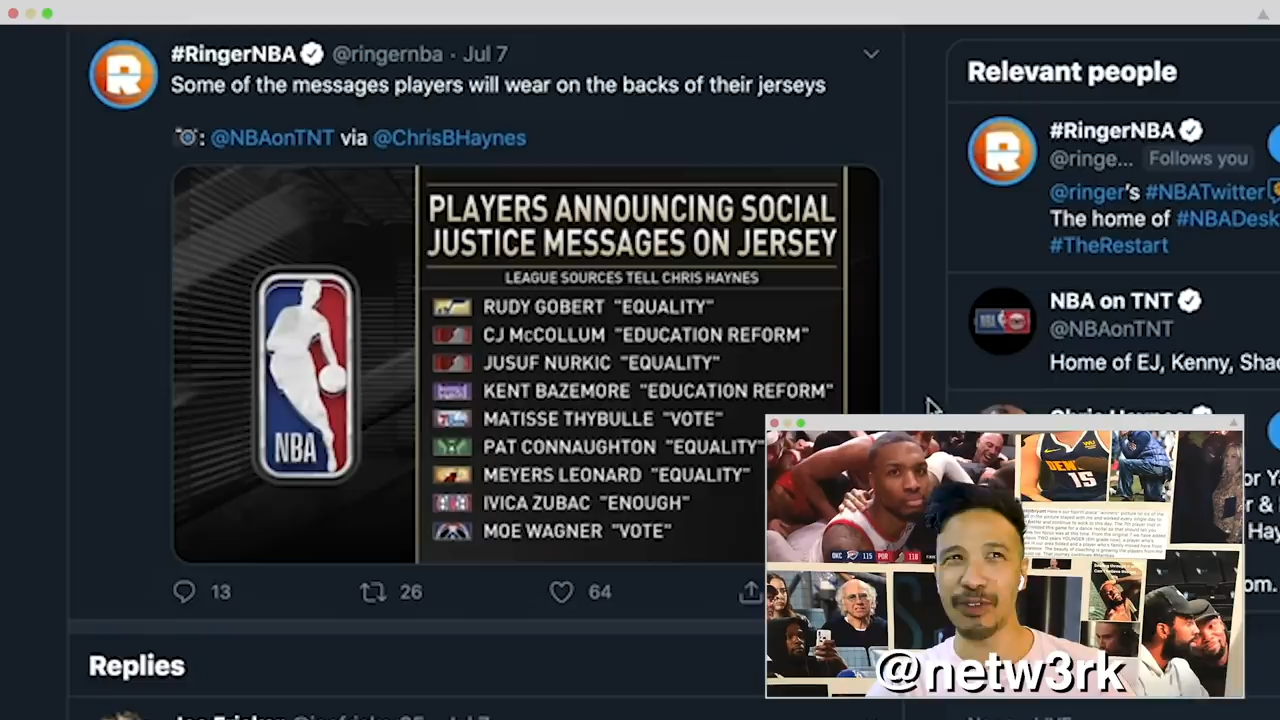 #RingerNBA @ringernba · Jul 7
Some of the messages players will wear on the backs of their jerseys
: @NBAonTNT via @ChrisBHaynes
NBA
PLAYERS ANNOUNCING SOCIAL
JUSTICE MESSAGES ON JERSEY
LEAGUE SOURCES TELL CHRIS HAYNES
RUDY GOBERT "EQUALITY"
CJ McCOLLUM "EDUCATION REFORM"
JUSUF NURKIC "EQUALITY"
KENT BAZEMORE "EDUCATION REFORM"
MATISSE THYBULLE "VOTE"
PAT CONNAUGHTON "EQUALITY"
MEYERS LEONARD "EQUALITY"
IVICA ZUBAC "ENOUGH"
MOE WAGNER "VOTE"
13 26 64
Replies
Relevant people
#RingerNBA
@ringe... Follows you
@ringer's #NBATwitter
The home of #NBADesk
#TheRestart
NBA on TNT
@NBAonTNT
Home of EJ, Kenny, Shaq
15
OKC 115 POR 118
@netw3rk